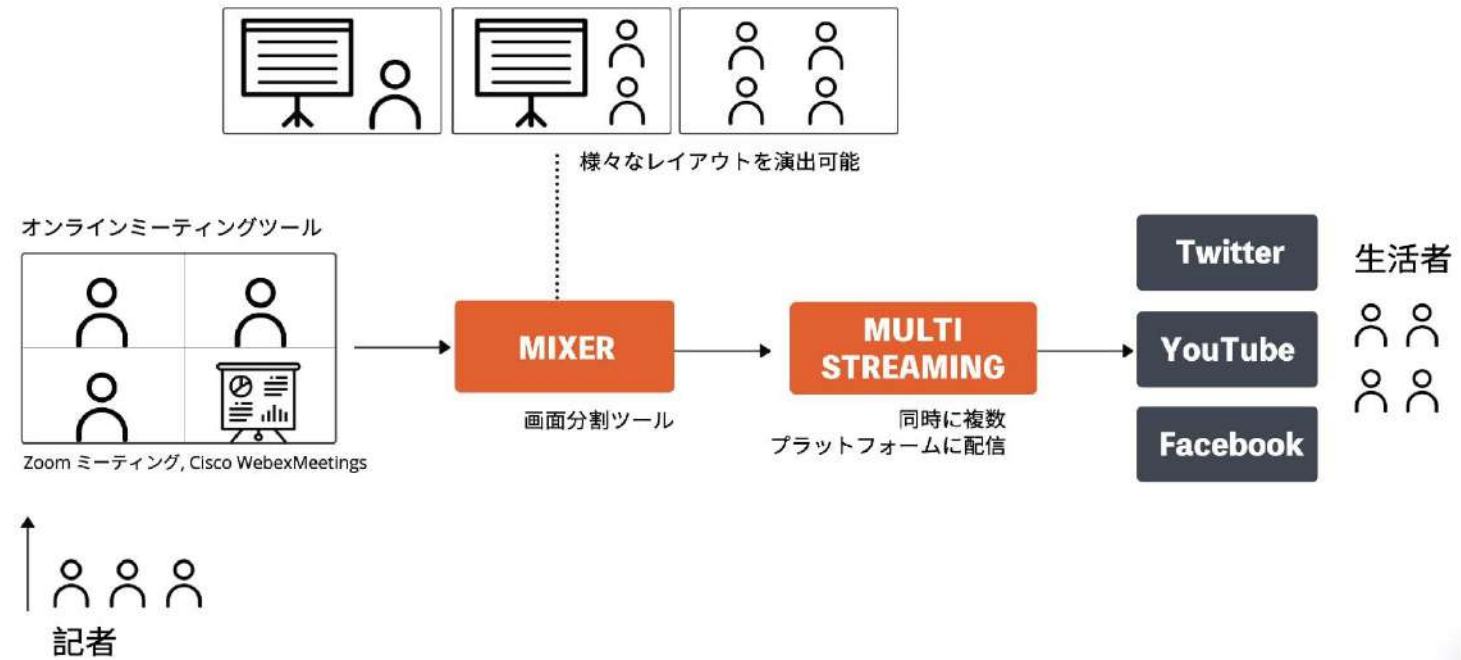 様々なレイアウトを演出可能
オンラインミーティングツール
Zoom ミーティング, Cisco WebexMeetings
記者
MIXER
画面分割ツール
MULTI
STREAMING
同時に複数
プラットフォームに配信
Twitter
YouTube
Facebook
生活者